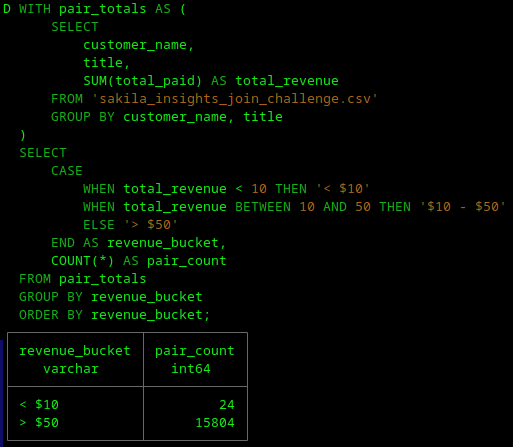 D WITH pair_totals AS (
SELECT
customer_name,
title,
SUM(total_paid) AS total_revenue
FROM 'sakila_insights_join_challenge.csv'
GROUP BY customer_name, title
)
SELECT
CASE
WHEN total_revenue < 10 THEN '< $10'
WHEN total_revenue BETWEEN 10 AND 50 THEN '$10 - $50'
ELSE '> $50'
END AS revenue_bucket,
COUNT(*) AS pair_count
FROM pair_totals
GROUP BY revenue_bucket
ORDER BY revenue_bucket;
revenue_bucket pair_count
varchar int64
< $10 24
> $50 15804